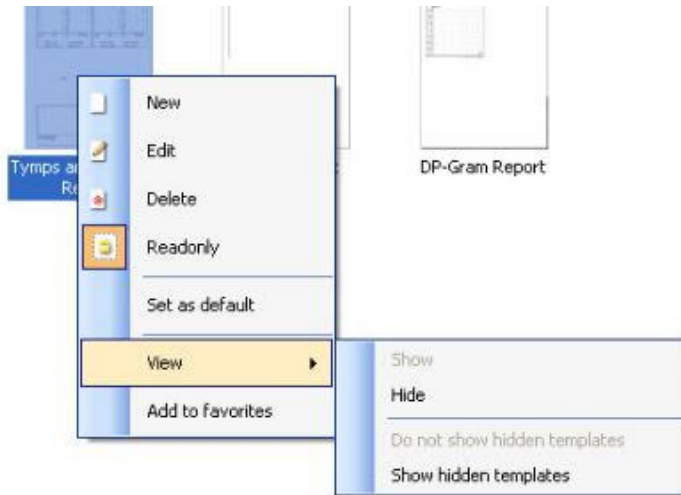 Tymps a
Re
DP-Gram Report
New
Edit
Delete
Readonly
Set as default
View
Add to favorites
Show
Hide
Do not show hidden templates
Show hidden templates